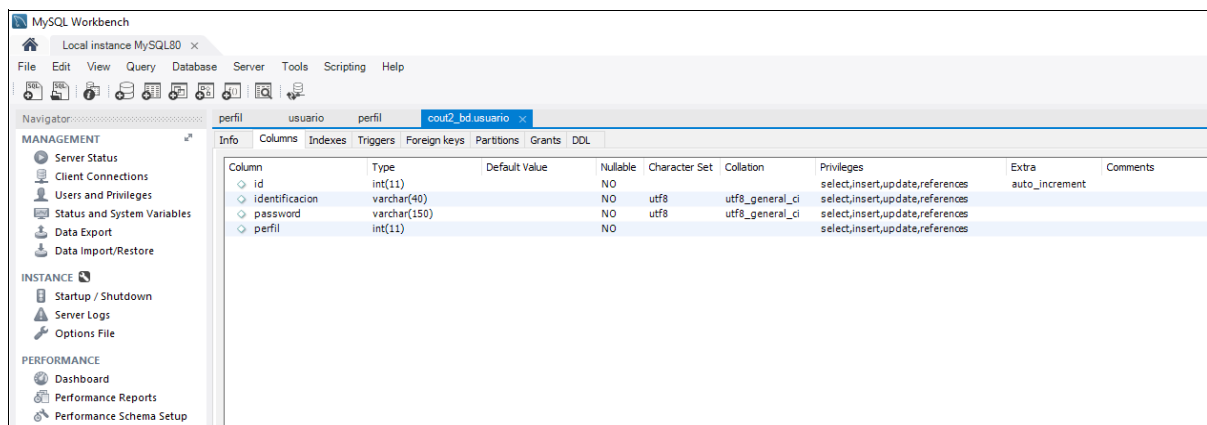 MySQL Workbench
Local instance MySQL80 ×
File Edit View Query Database Server Tools Scripting Help
Navigator
perfil usuario perfil cout2_bd.usuario ×
MANAGEMENT
Info Columns Indexes Triggers Foreign keys Partitions Grants DDL
Server Status
Client Connections
Users and Privileges
Status and System Variables
Data Export
Data Import/Restore
INSTANCE
Startup / Shutdown
Server Logs
Options File
PERFORMANCE
Dashboard
Performance Reports
Performance Schema Setup
Column Type Default Value Nullable Character Set Collation Privileges Extra Comments
id int(11) NO select,insert,update,references auto_increment
identificacion varchar(40) NO utf8 utf8_general_ci select,insert,update,references
password varchar(150) NO utf8 utf8_general_ci select,insert,update,references
perfil int(11) NO select,insert,update,references